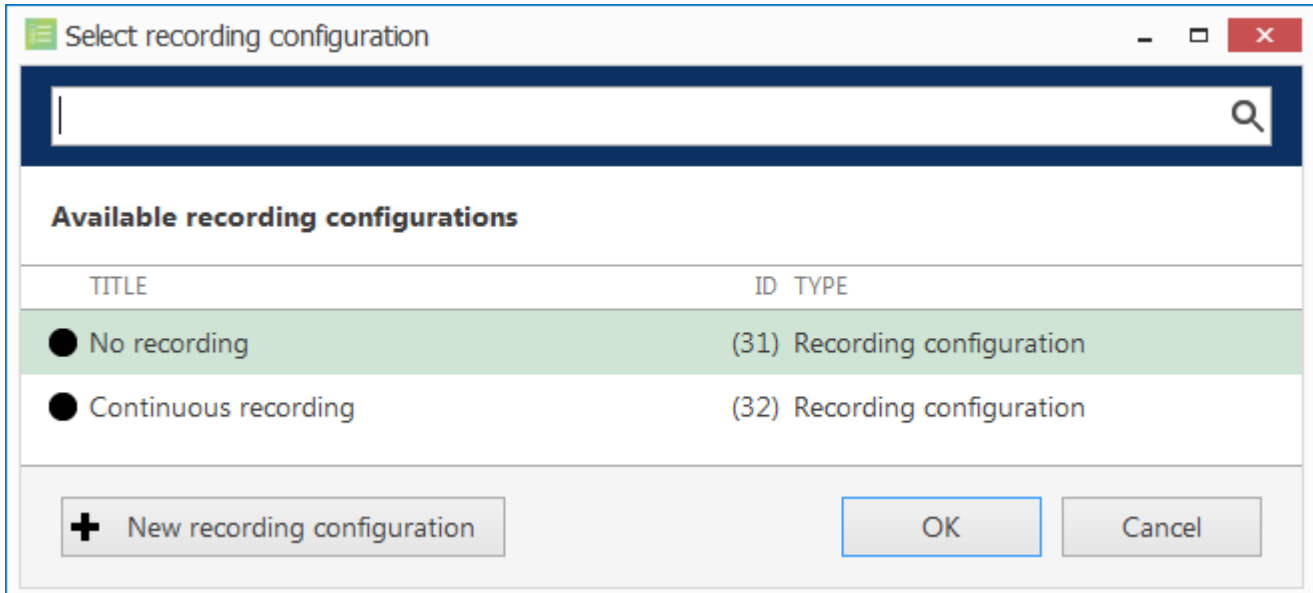 Select recording configuration
Available recording configurations
TITLE ID TYPE
No recording (31) Recording configuration
Continuous recording (32) Recording configuration
New recording configuration OK Cancel